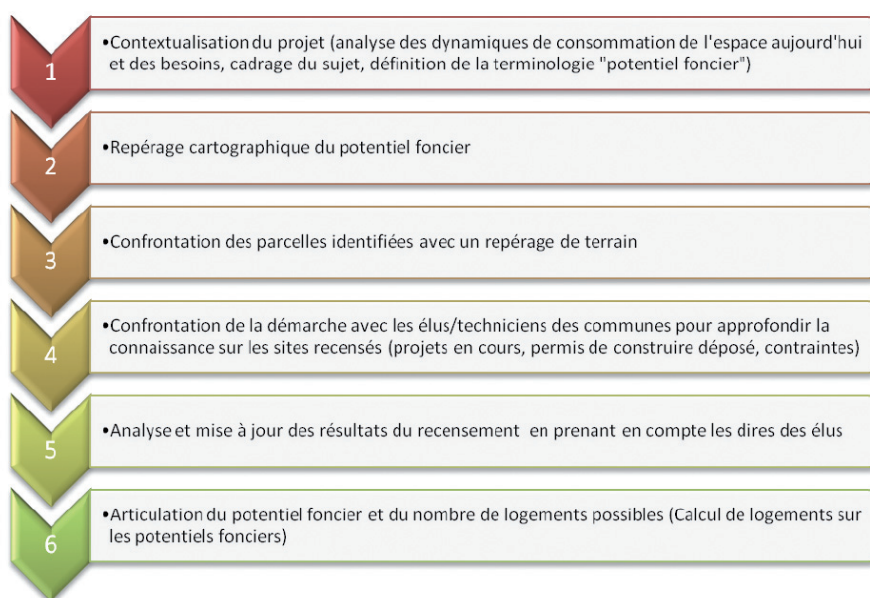 1
•Contextualisation du projet (analyse des dynamiques de consommation de l'espace aujourd'hui
et des besoins, cadrage du sujet, définition de la terminologie "potentiel foncier")
2
•Repérage cartographique du potentiel foncier
3
•Confrontation des parcelles identifiées avec un repérage de terrain
4
•Confrontation de la démarche avec les élus/techniciens des communes pour approfondir la
connaissance sur les sites recensés (projets en cours, permis de construire déposé, contraintes)
5
•Analyse et mise à jour des résultats du recensement en prenant en compte les dires des élus
6
•Articulation du potentiel foncier et du nombre de logements possibles (Calcul de logements sur
les potentiels fonciers)